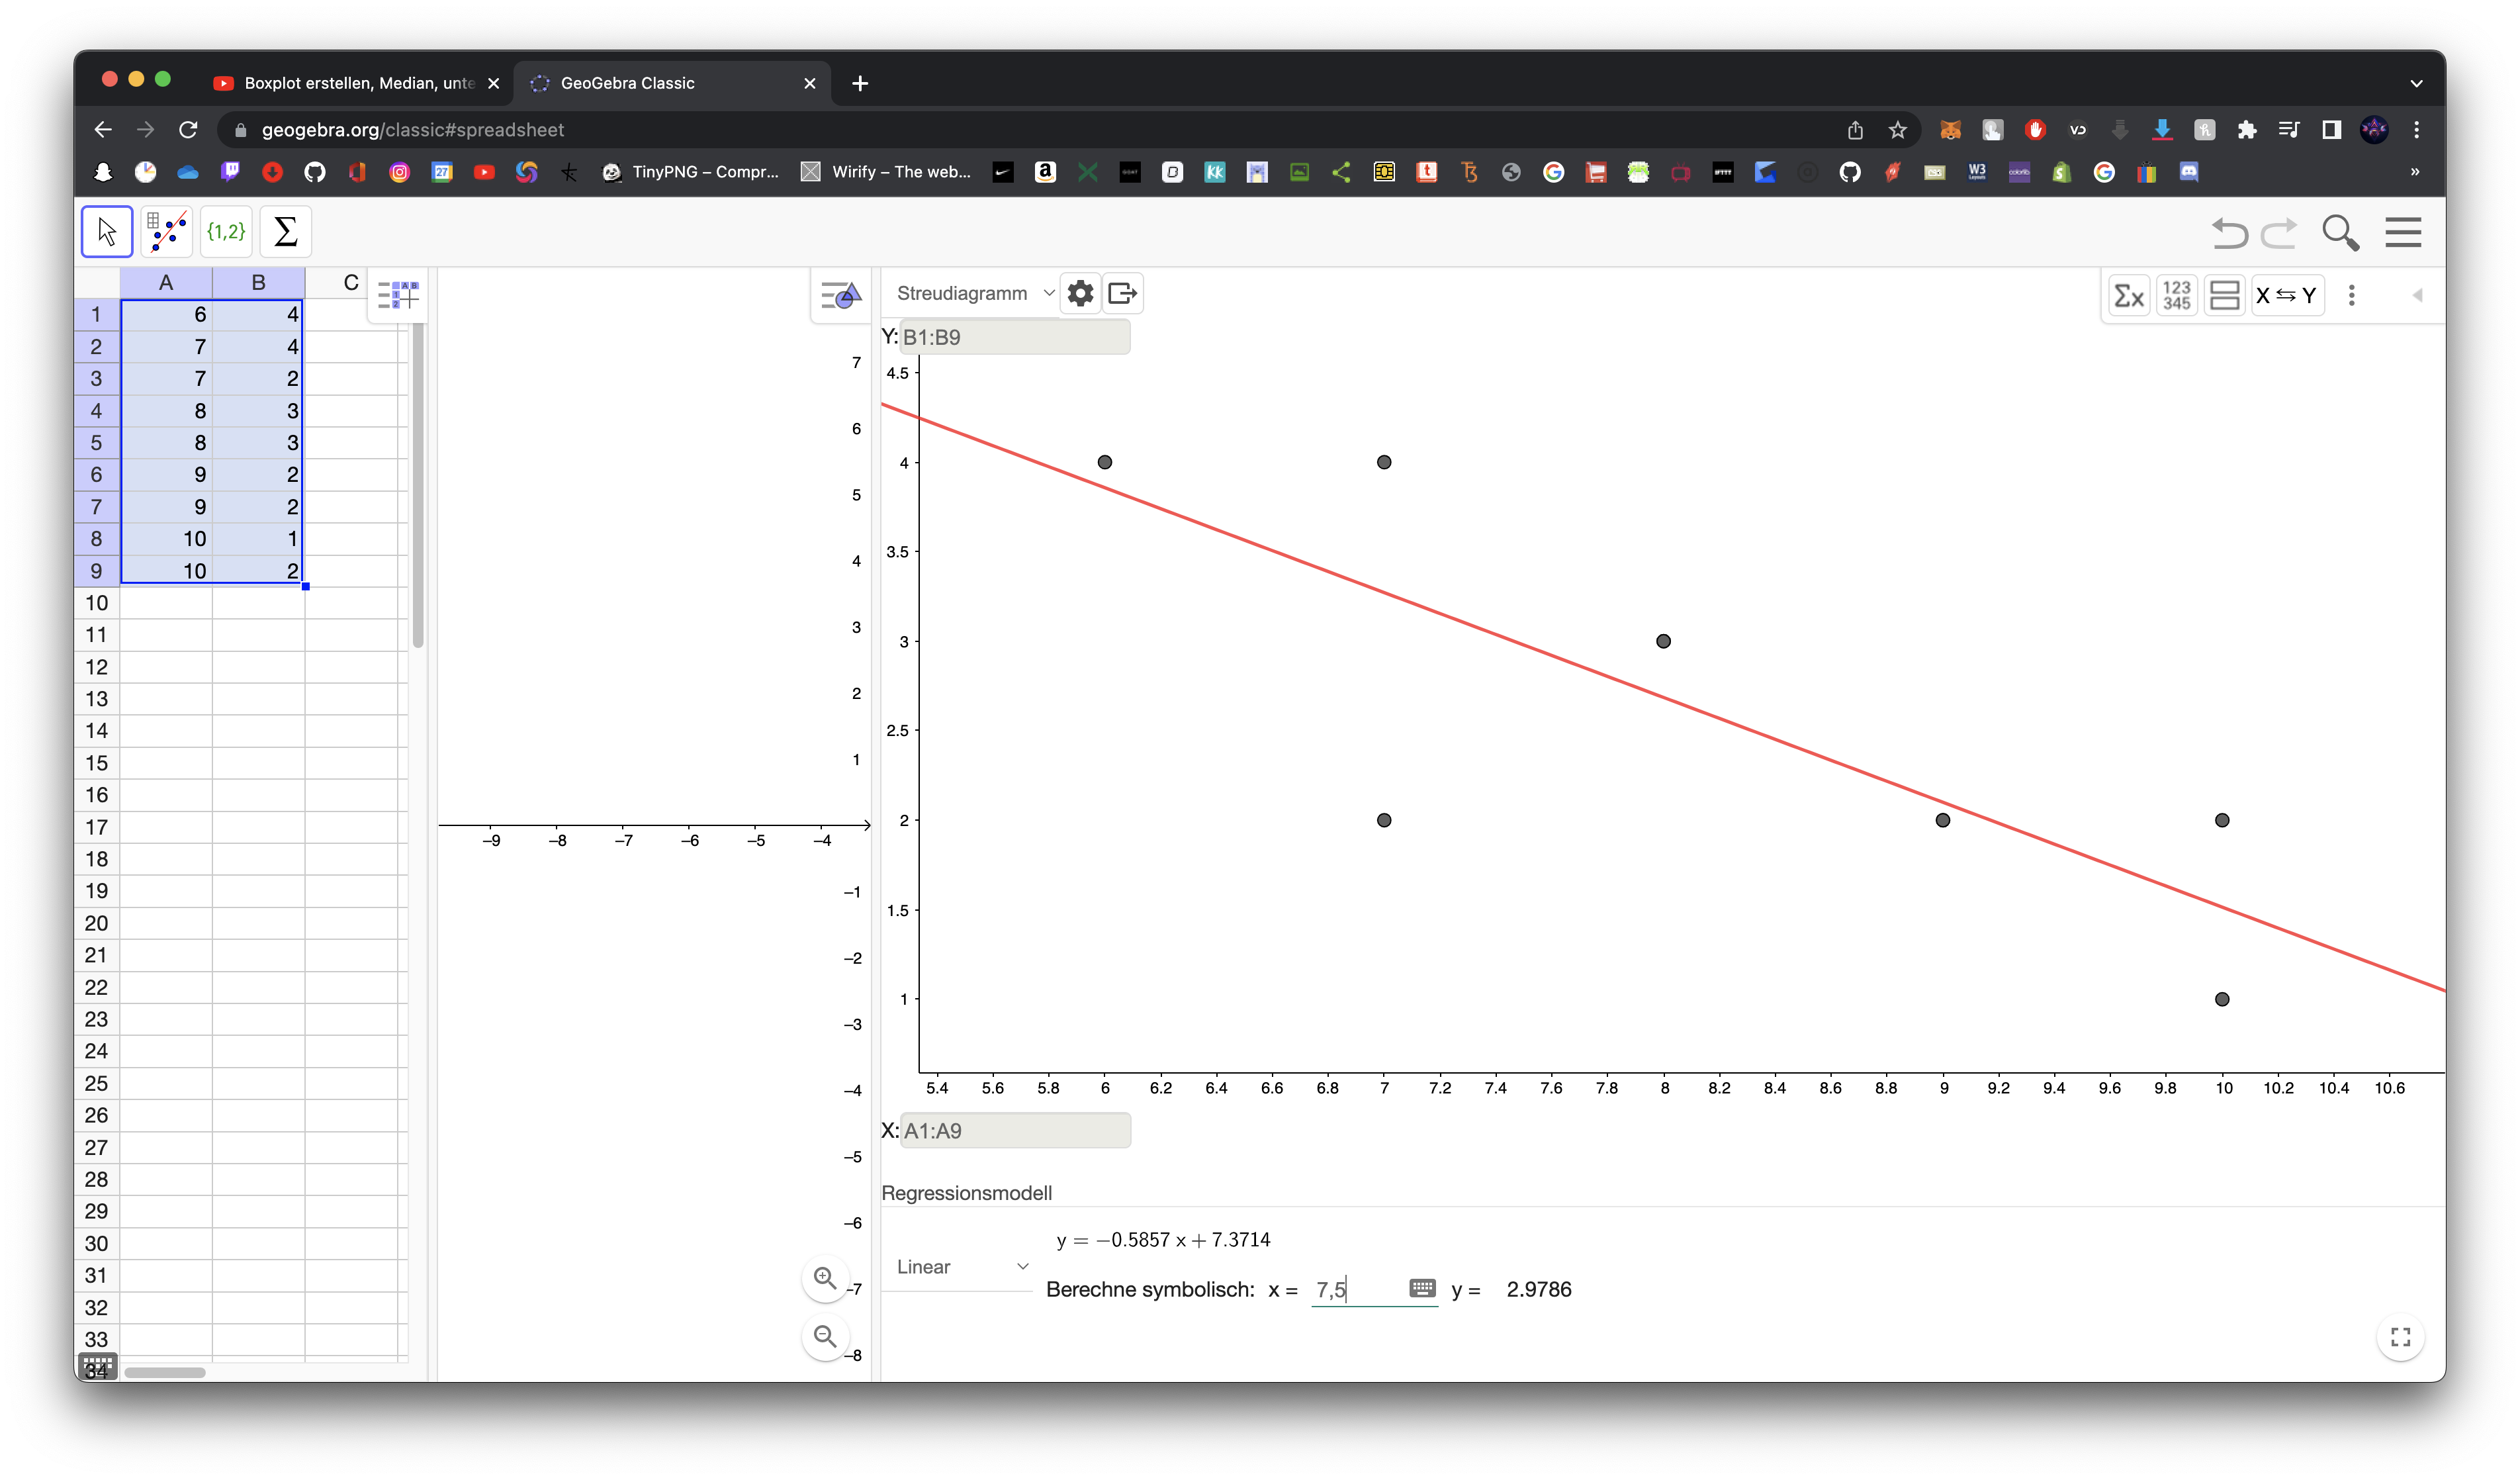 Boxplot erstellen, Median, unte
GeoGebra Classic
geogebra.org/classic#spreadsheet
27
TinyPNG – Compr...
Wirify – The web...
W3
»
{1,2}
Σ
A B C
1 6 4
2 7 4
3 7 2
4 8 3
5 8 3
6 9 2
7 9 2
8 10 1
9 10 2
10
11
12
13
14
15
16
17
18
19
20
21
22
23
24
25
26
27
28
29
30
31
32
33
34
7
6
5
4
3
2
1
–9 –8 –7 –6 –5 –4
–1
–2
–3
–4
–5
–6
–7
–8
Streudiagramm
Σx
123
345
X ⇆ Y
Y: B1:B9
4.5
4
3.5
3
2.5
2
1.5
1
5.4 5.6 5.8 6 6.2 6.4 6.6 6.8 7 7.2 7.4 7.6 7.8 8 8.2 8.4 8.6 8.8 9 9.2 9.4 9.6 9.8 10 10.2 10.4 10.6
X: A1:A9
Regressionsmodell
Linear
y = −0.5857 x + 7.3714
Berechne symbolisch: x = 7,5 y = 2.9786